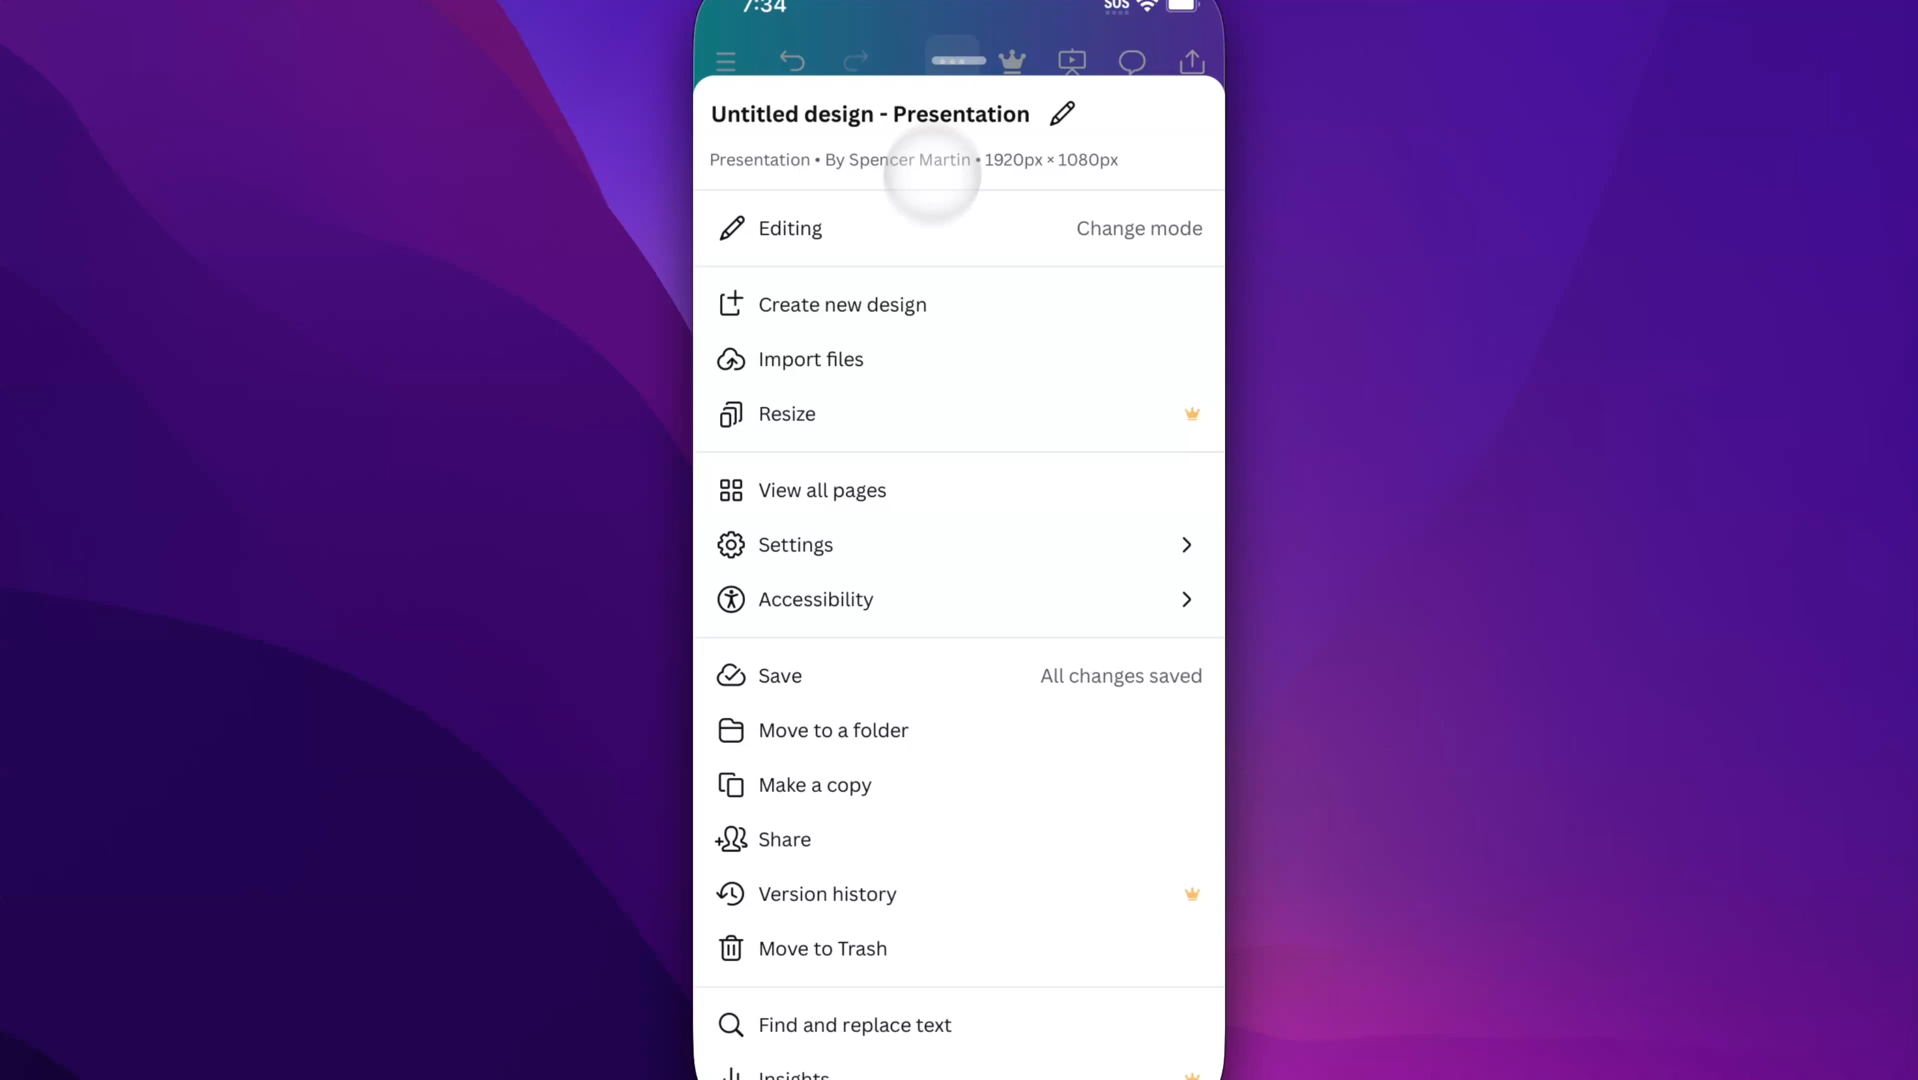 7:34 SOS
Untitled design - Presentation
Presentation • By Spencer Martin • 1920px × 1080px
Editing Change mode
Create new design
Import files
Resize
View all pages
Settings
Accessibility
Save All changes saved
Move to a folder
Make a copy
Share
Version history
Move to Trash
Find and replace text
Insights